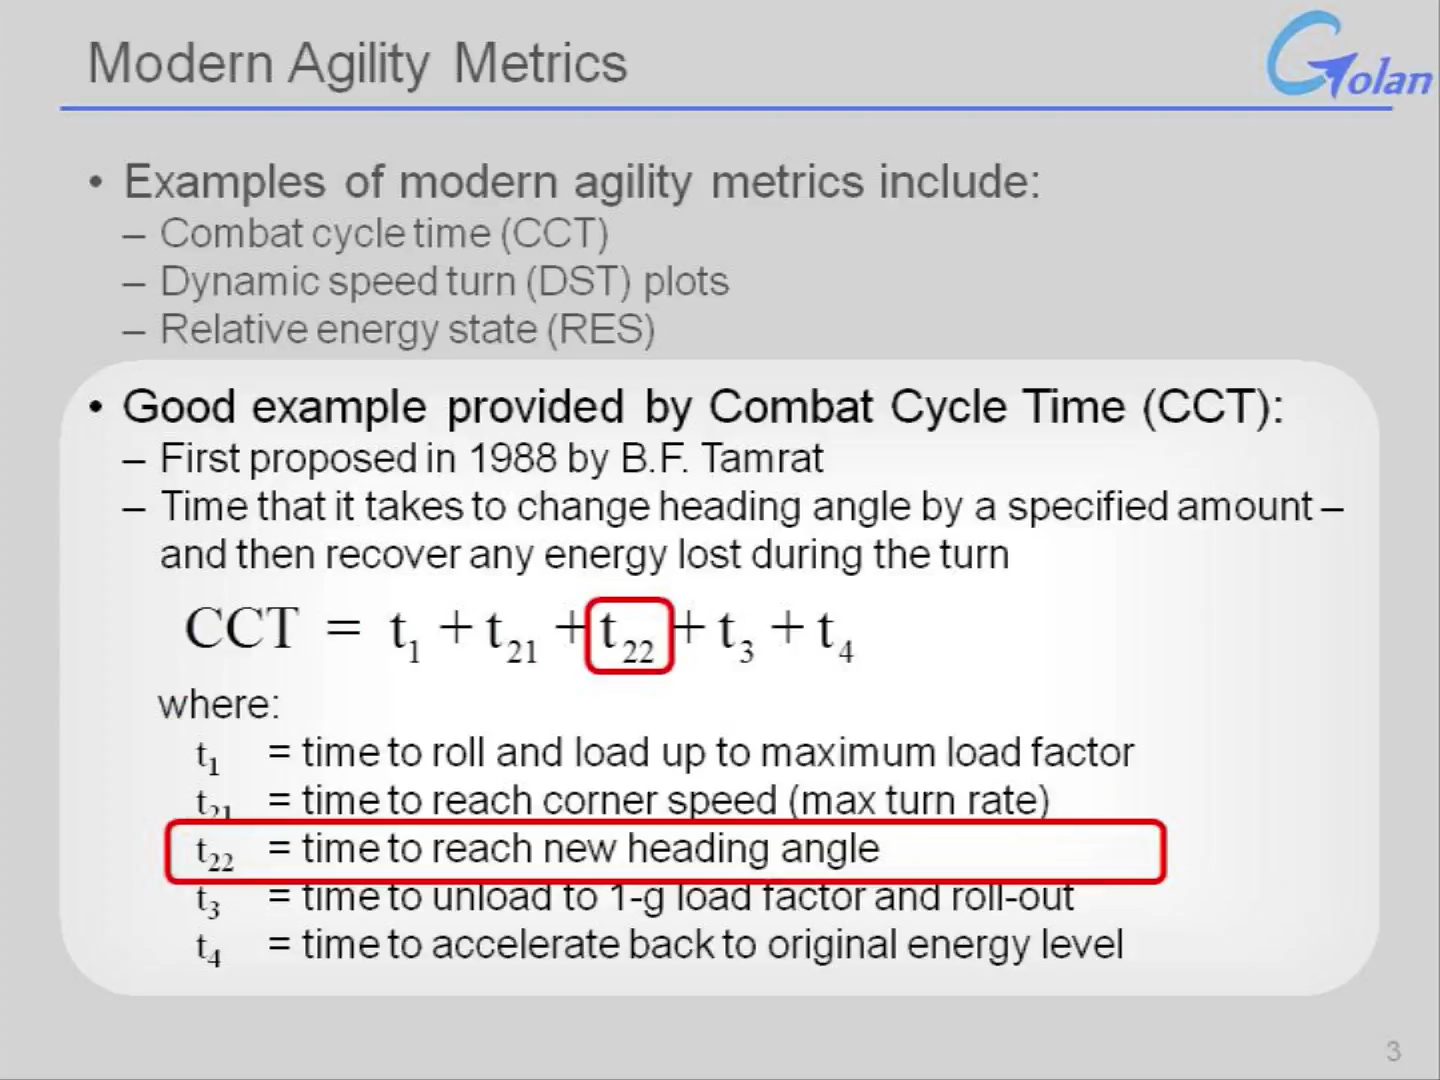 Modern Agility Metrics
Golan
• Examples of modern agility metrics include:
– Combat cycle time (CCT)
– Dynamic speed turn (DST) plots
– Relative energy state (RES)
• Good example provided by Combat Cycle Time (CCT):
– First proposed in 1988 by B.F. Tamrat
– Time that it takes to change heading angle by a specified amount –
and then recover any energy lost during the turn
CCT = t₁ + t₂₁ + t₂₂ + t₃ + t₄
where:
t₁ = time to roll and load up to maximum load factor
t₂₁ = time to reach corner speed (max turn rate)
t₂₂ = time to reach new heading angle
t₃ = time to unload to 1-g load factor and roll-out
t₄ = time to accelerate back to original energy level
3